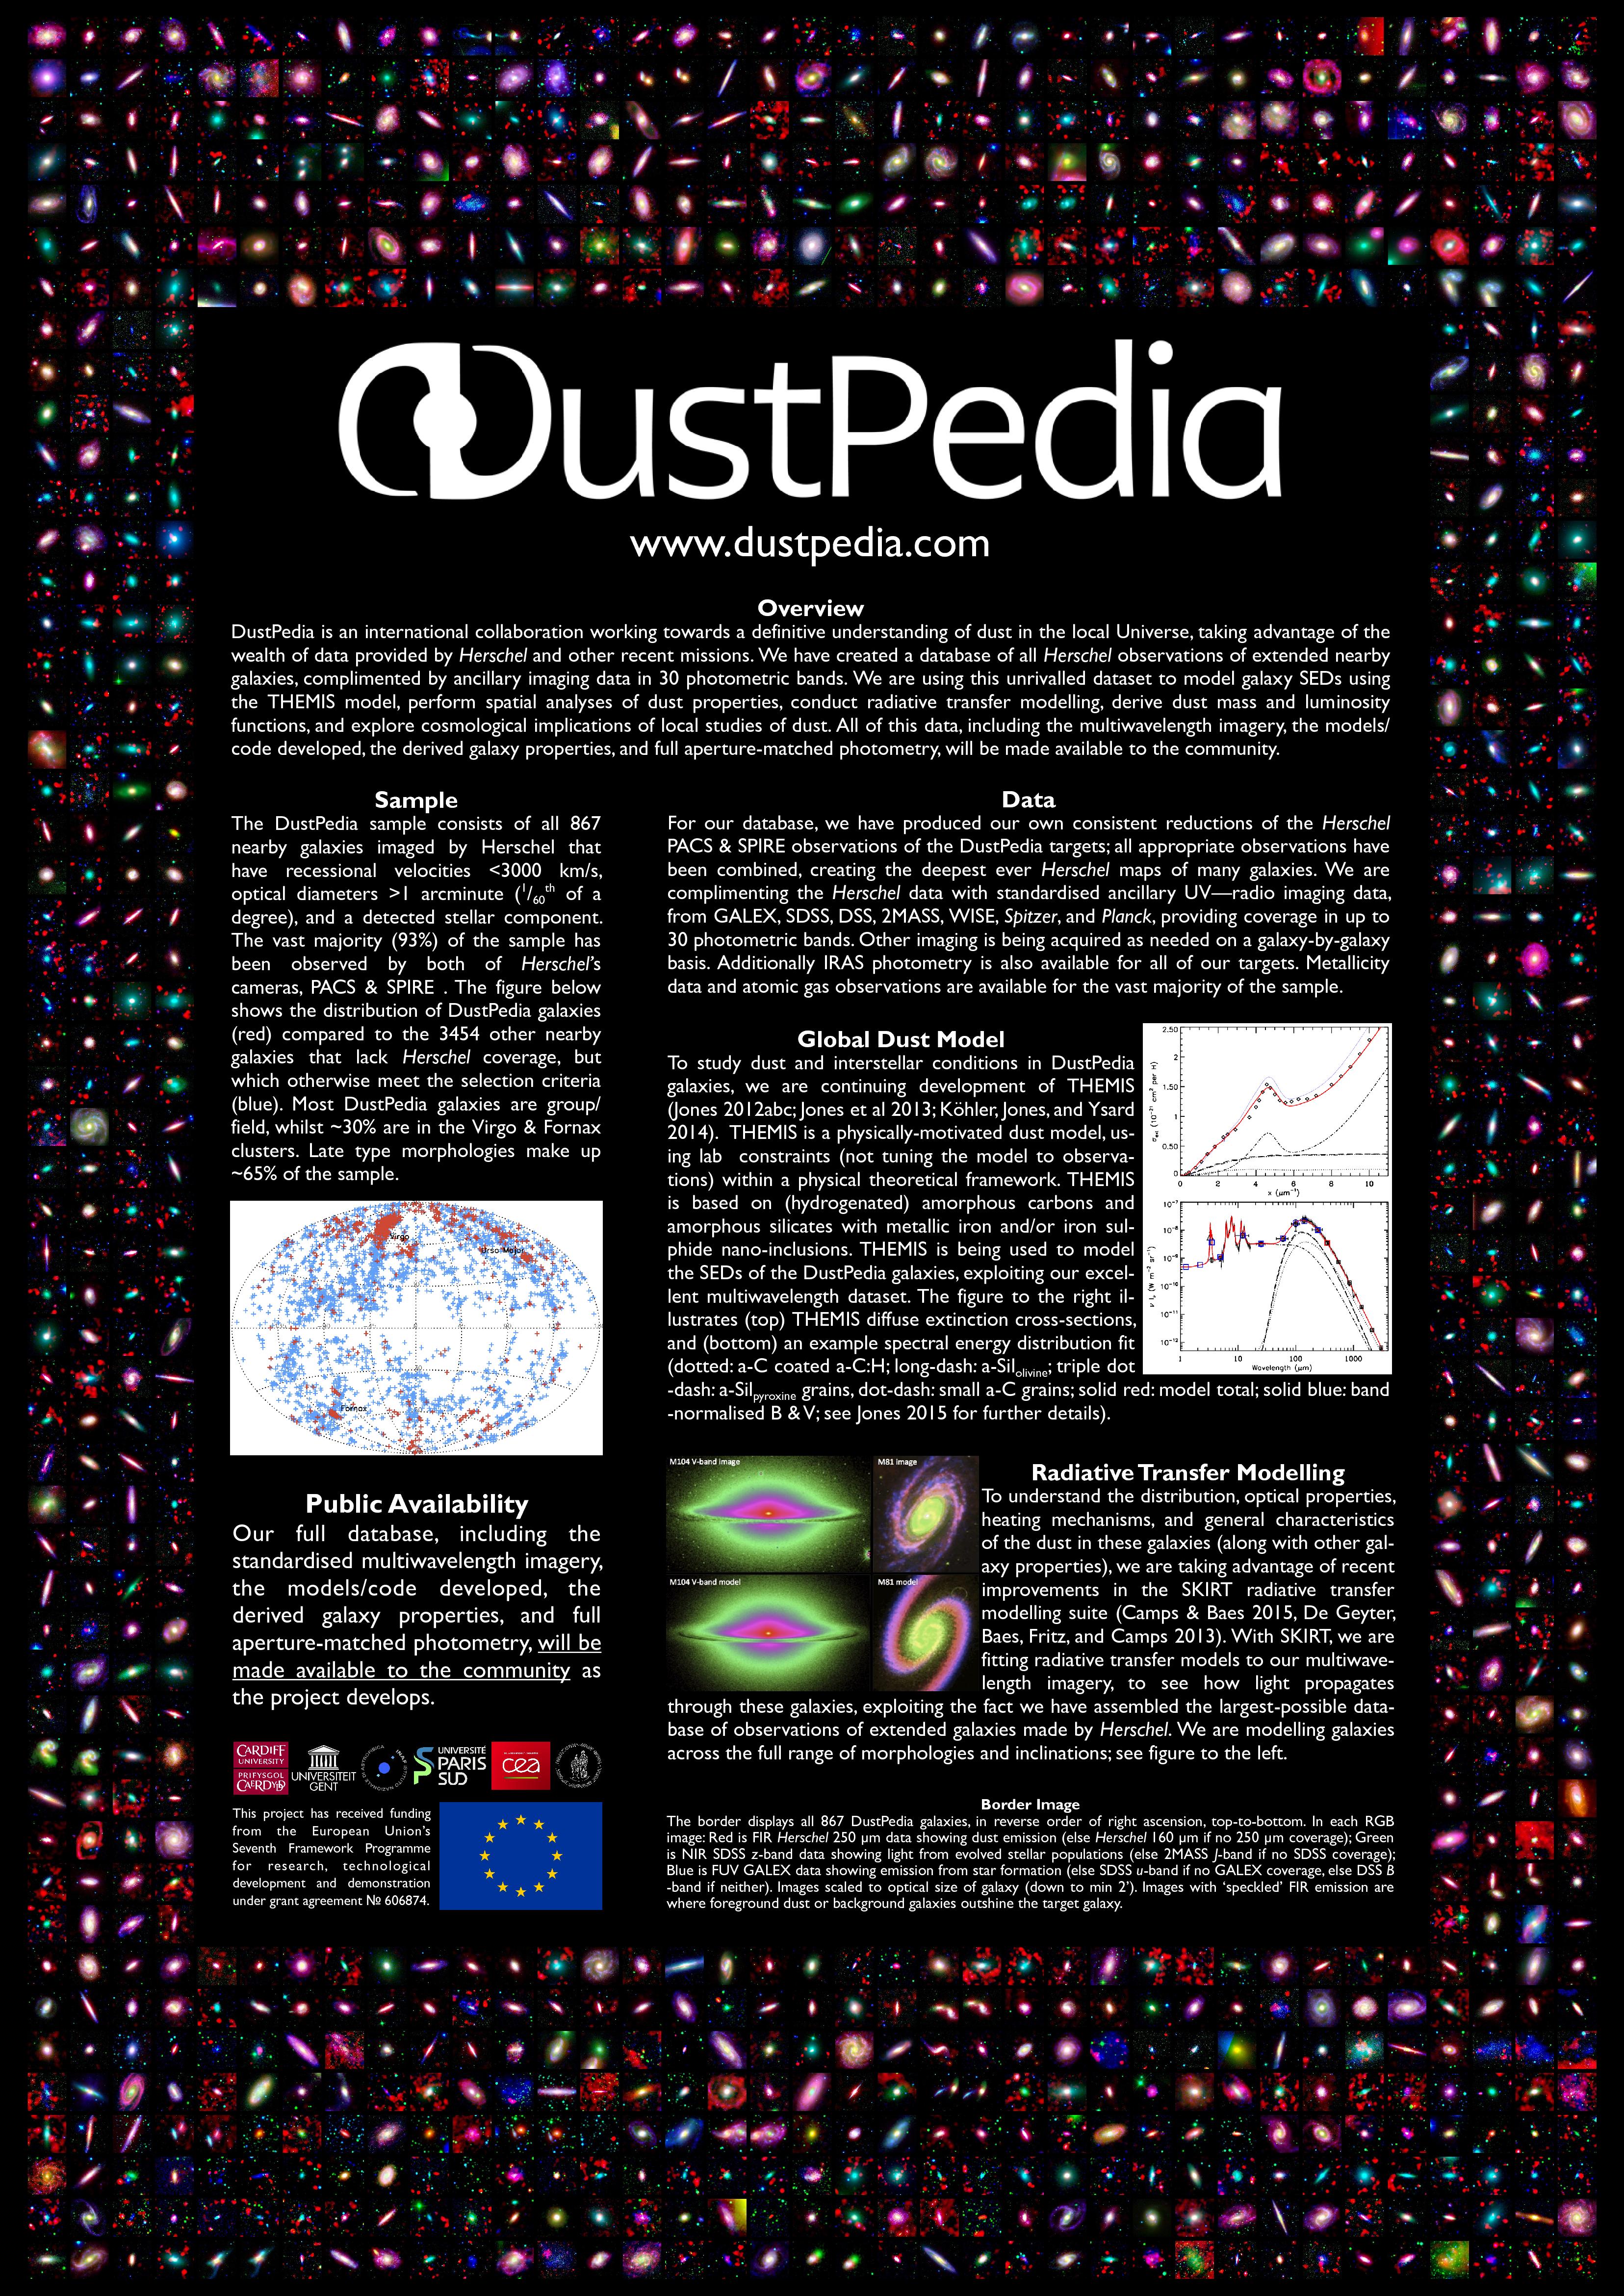 DustPedia
www.dustpedia.com
Overview
DustPedia is an international collaboration working towards a definitive understanding of dust in the local Universe, taking advantage of the
wealth of data provided by Herschel and other recent missions. We have created a database of all Herschel observations of extended nearby
galaxies, complimented by ancillary imaging data in 30 photometric bands. We are using this unrivalled dataset to model galaxy SEDs using
the THEMIS model, perform spatial analyses of dust properties, conduct radiative transfer modelling, derive dust mass and luminosity
functions, and explore cosmological implications of local studies of dust. All of this data, including the multiwavelength imagery, the models/
code developed, the derived galaxy properties, and full aperture-matched photometry, will be made available to the community.
Sample
The DustPedia sample consists of all 867
nearby galaxies imaged by Herschel that
have recessional velocities <3000 km/s,
optical diameters >1 arcminute (1/60th of a
degree), and a detected stellar component.
The vast majority (93%) of the sample has
been observed by both of Herschel's
cameras, PACS & SPIRE . The figure below
shows the distribution of DustPedia galaxies
(red) compared to the 3454 other nearby
galaxies that lack Herschel coverage, but
which otherwise meet the selection criteria
(blue). Most DustPedia galaxies are group/
field, whilst ~30% are in the Virgo & Fornax
clusters. Late type morphologies make up
~65% of the sample.
Virgo
Ursa Major
Fornax
Public Availability
Our full database, including the
standardised multiwavelength imagery,
the models/code developed, the
derived galaxy properties, and full
aperture-matched photometry, will be
made available to the community as
the project develops.
CARDIFF
UNIVERSITY
PRIFYSGOL
CAERDYDD
UNIVERSITEIT
GENT
UNIVERSITÉ
PARIS
SUD
cea
This project has received funding
from the European Union's
Seventh Framework Programme
for research, technological
development and demonstration
under grant agreement № 606874.
Data
For our database, we have produced our own consistent reductions of the Herschel
PACS & SPIRE observations of the DustPedia targets; all appropriate observations have
been combined, creating the deepest ever Herschel maps of many galaxies. We are
complimenting the Herschel data with standardised ancillary UV—radio imaging data,
from GALEX, SDSS, DSS, 2MASS, WISE, Spitzer, and Planck, providing coverage in up to
30 photometric bands. Other imaging is being acquired as needed on a galaxy-by-galaxy
basis. Additionally IRAS photometry is also available for all of our targets. Metallicity
data and atomic gas observations are available for the vast majority of the sample.
Global Dust Model
To study dust and interstellar conditions in DustPedia
galaxies, we are continuing development of THEMIS
(Jones 2012abc; Jones et al 2013; Köhler, Jones, and Ysard
2014). THEMIS is a physically-motivated dust model, us-
ing lab constraints (not tuning the model to observa-
tions) within a physical theoretical framework. THEMIS
is based on (hydrogenated) amorphous carbons and
amorphous silicates with metallic iron and/or iron sul-
phide nano-inclusions. THEMIS is being used to model
the SEDs of the DustPedia galaxies, exploiting our excel-
lent multiwavelength dataset. The figure to the right il-
lustrates (top) THEMIS diffuse extinction cross-sections,
and (bottom) an example spectral energy distribution fit
(dotted: a-C coated a-C:H; long-dash: a-Silolivine; triple dot
-dash: a-Silpyroxine grains, dot-dash: small a-C grains; solid red: model total; solid blue: band
-normalised B & V; see Jones 2015 for further details).
σext (10⁻²¹ cm² per H)
2.50
2
1.50
1
0.50
0
0 2 4 6 8 10
x (μm⁻¹)
ν Iν (W m⁻² sr⁻¹)
10⁻⁷
10⁻⁸
10⁻⁹
10⁻¹⁰
10⁻¹¹
10⁻¹²
1 10 100 1000
Wavelength (μm)
M104 V-band image
M81 image
M104 V-band model
M81 model
Radiative Transfer Modelling
To understand the distribution, optical properties,
heating mechanisms, and general characteristics
of the dust in these galaxies (along with other gal-
axy properties), we are taking advantage of recent
improvements in the SKIRT radiative transfer
modelling suite (Camps & Baes 2015, De Geyter,
Baes, Fritz, and Camps 2013). With SKIRT, we are
fitting radiative transfer models to our multiwave-
length imagery, to see how light propagates
through these galaxies, exploiting the fact we have assembled the largest-possible data-
base of observations of extended galaxies made by Herschel. We are modelling galaxies
across the full range of morphologies and inclinations; see figure to the left.
Border Image
The border displays all 867 DustPedia galaxies, in reverse order of right ascension, top-to-bottom. In each RGB
image: Red is FIR Herschel 250 μm data showing dust emission (else Herschel 160 μm if no 250 μm coverage); Green
is NIR SDSS z-band data showing light from evolved stellar populations (else 2MASS J-band if no SDSS coverage);
Blue is FUV GALEX data showing emission from star formation (else SDSS u-band if no GALEX coverage, else DSS B
-band if neither). Images scaled to optical size of galaxy (down to min 2'). Images with 'speckled' FIR emission are
where foreground dust or background galaxies outshine the target galaxy.